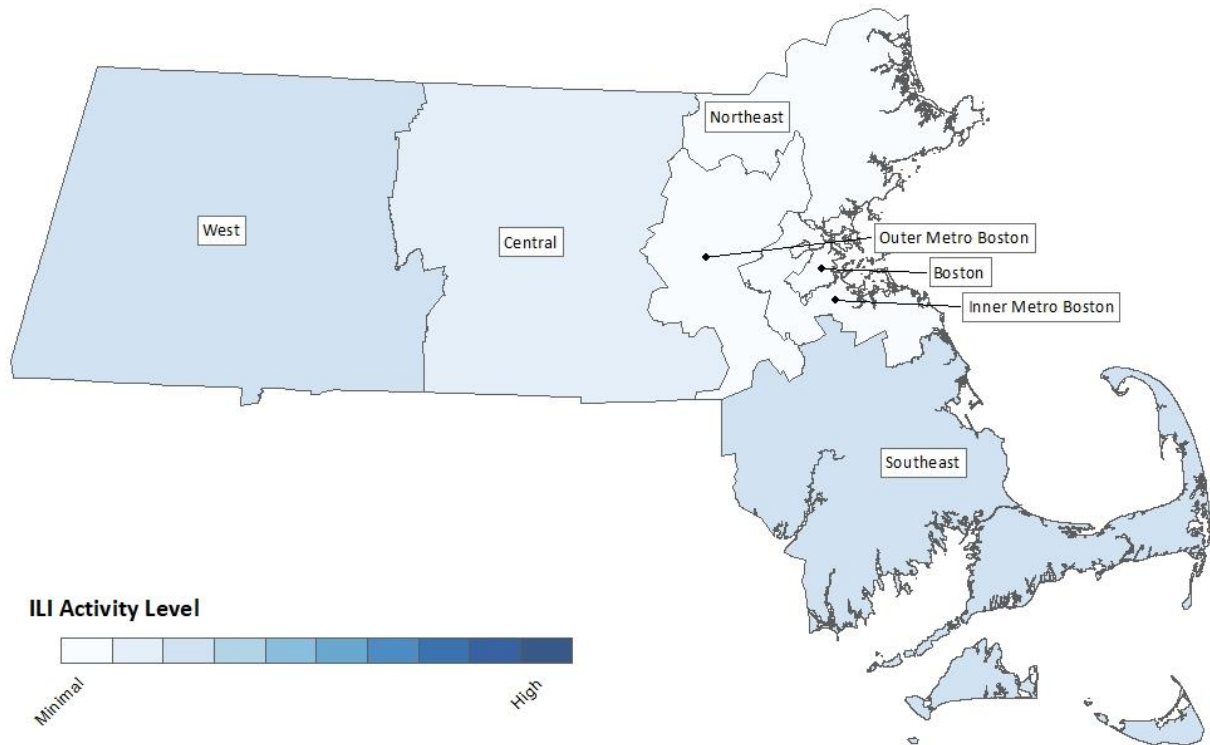 Northeast
West
Central
Outer Metro Boston
Boston
Inner Metro Boston
Southeast
ILI Activity Level
Minimal
High